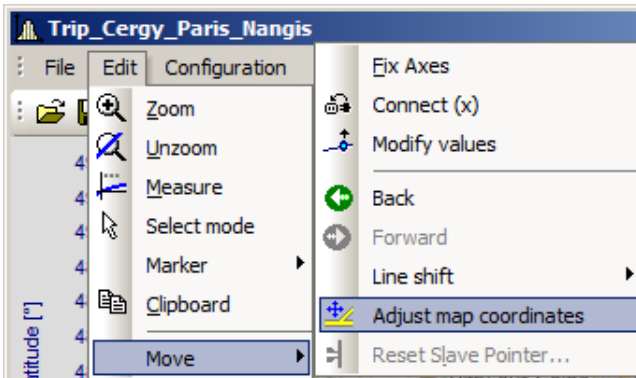 Trip_Cergy_Paris_Nangis
File Edit Configuration
Zoom
Unzoom
Measure
Select mode
Marker
Clipboard
Move
Fix Axes
Connect (x)
Modify values
Back
Forward
Line shift
Adjust map coordinates
Reset Slave Pointer...